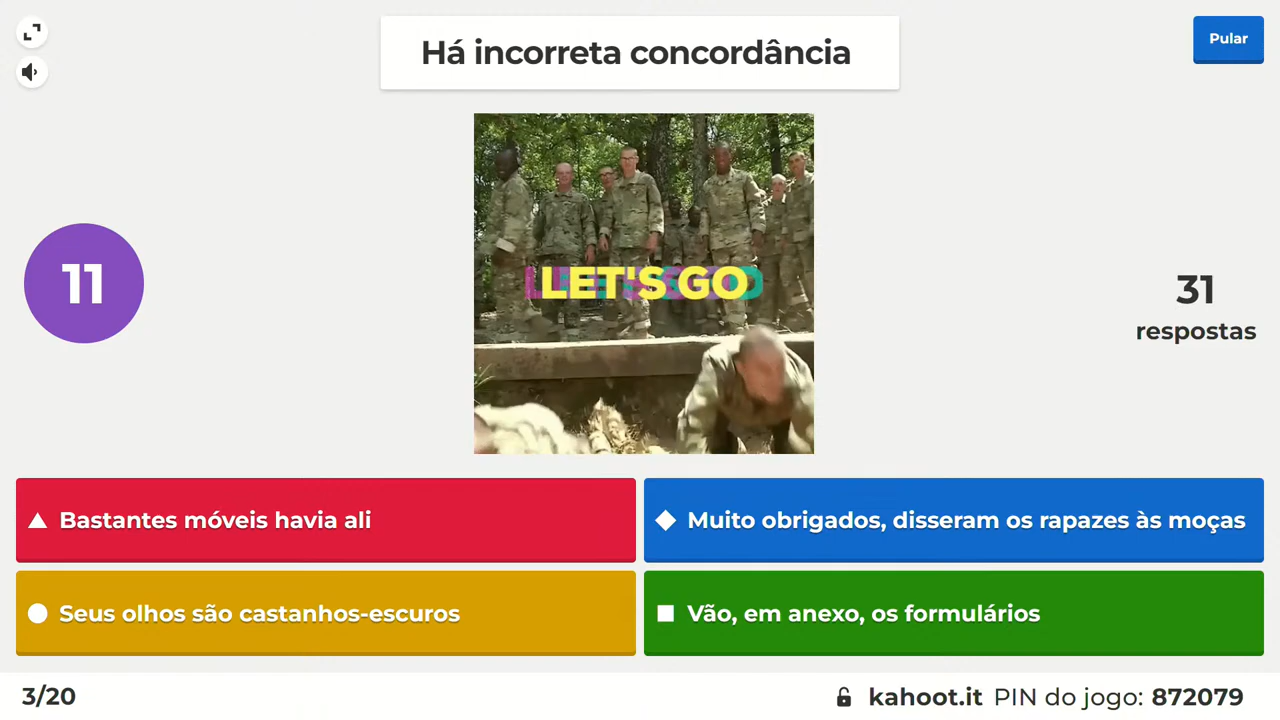 Há incorreta concordância
Pular
11
LET'S GO
31
respostas
Bastantes móveis havia ali
Muito obrigados, disseram os rapazes às moças
Seus olhos são castanhos-escuros
Vão, em anexo, os formulários
3/20
kahoot.it PIN do jogo: 872079